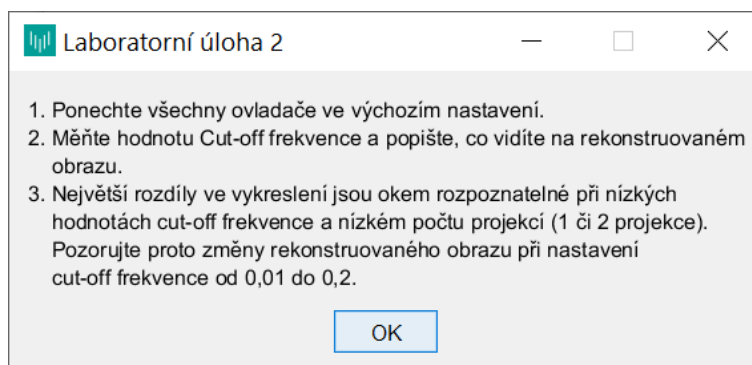 Laboratorní úloha 2
1. Ponechte všechny ovladače ve výchozím nastavení.
2. Měňte hodnotu Cut-off frekvence a popište, co vidíte na rekonstruovaném
obrazu.
3. Největší rozdíly ve vykreslení jsou okem rozpoznatelné při nízkých
hodnotách cut-off frekvence a nízkém počtu projekcí (1 či 2 projekce).
Pozorujte proto změny rekonstruovaného obrazu při nastavení
cut-off frekvence od 0,01 do 0,2.
OK